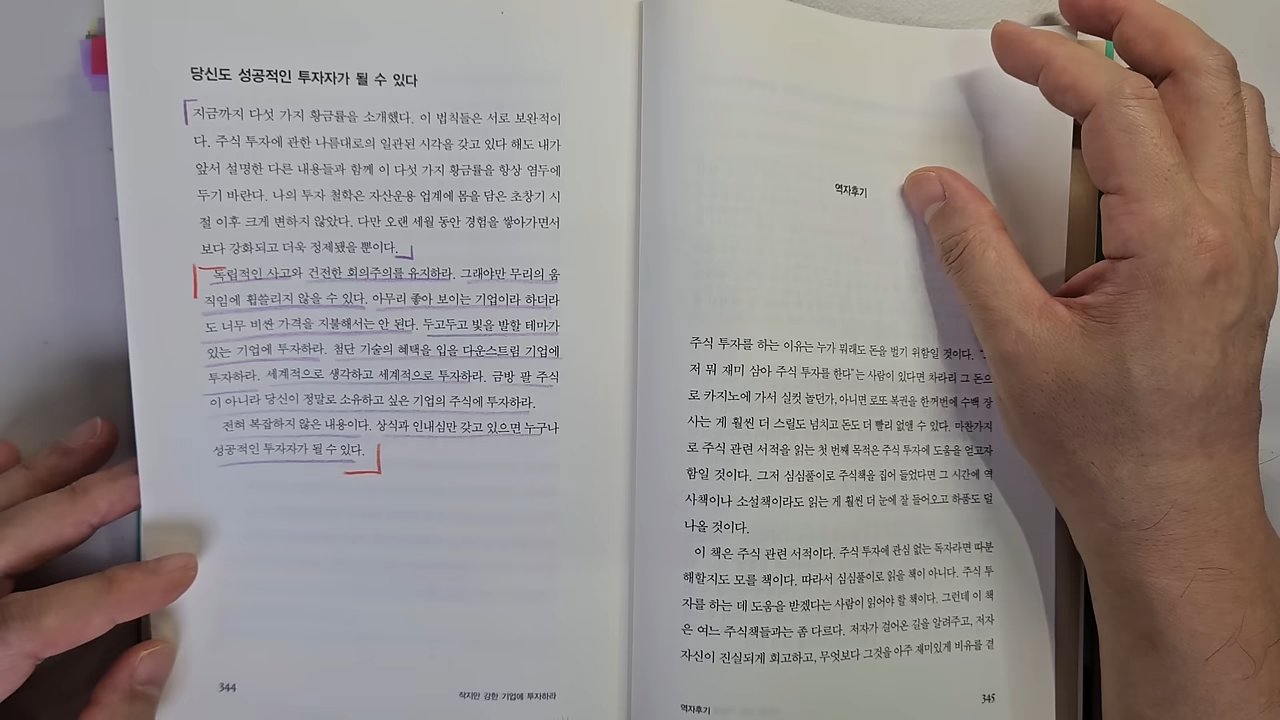 당신도 성공적인 투자자가 될 수 있다
지금까지 다섯 가지 황금률을 소개했다. 이 법칙들은 서로 보완적이
다. 주식 투자에 관한 나름대로의 일관된 시각을 갖고 있다 해도 내가
앞서 설명한 다른 내용들과 함께 이 다섯 가지 황금률을 항상 염두에
두기 바란다. 나의 투자 철학은 자산운용 업계에 몸을 담은 초창기 시
절 이후 크게 변하지 않았다. 다만 오랜 세월 동안 경험을 쌓아가면서
보다 강화되고 더욱 정제됐을 뿐이다.
독립적인 사고와 건전한 회의주의를 유지하라. 그래야만 무리의 움
직임에 휩쓸리지 않을 수 있다. 아무리 좋아 보이는 기업이라 하더라
도 너무 비싼 가격을 지불해서는 안 된다. 두고두고 빛을 발할 테마가
있는 기업에 투자하라. 첨단 기술의 혜택을 입을 다운스트림 기업에
투자하라. 세계적으로 생각하고 세계적으로 투자하라. 금방 팔 주식
이 아니라 당신이 정말로 소유하고 싶은 기업의 주식에 투자하라.
전혀 복잡하지 않은 내용이다. 상식과 인내심만 갖고 있으면 누구나
성공적인 투자자가 될 수 있다.
344
작지만 강한 기업에 투자하라
역자후기
주식 투자를 하는 이유는 누가 뭐래도 돈을 벌기 위함일 것이다.
저 뭐 재미 삼아 주식 투자를 한다"는 사람이 있다면 차라리 그 돈으
로 카지노에 가서 실컷 놀던가, 아니면 로또 복권을 한꺼번에 수백 장
사는 게 훨씬 더 스릴도 넘치고 돈도 더 빨리 없앨 수 있다. 마찬가지
로 주식 관련 서적을 읽는 첫 번째 목적은 주식 투자에 도움을 얻고자
함일 것이다. 그저 심심풀이로 주식책을 집어 들었다면 그 시간에 역
사책이나 소설책이라도 읽는 게 훨씬 더 눈에 잘 들어오고 하품도 덜
나올 것이다.
이 책은 주식 관련 서적이다. 주식 투자에 관심 없는 독자라면 따분
해할지도 모를 책이다. 따라서 심심풀이로 읽을 책이 아니다. 주식 투
자를 하는 데 도움을 받겠다는 사람이 읽어야 할 책이다. 그런데 이 책
은 여느 주식책들과는 좀 다르다. 저자가 걸어온 길을 알려주고, 저자
자신이 진실되게 회고하고, 무엇보다 그것을 아주 재미있게 비유를 곁
역자후기
345